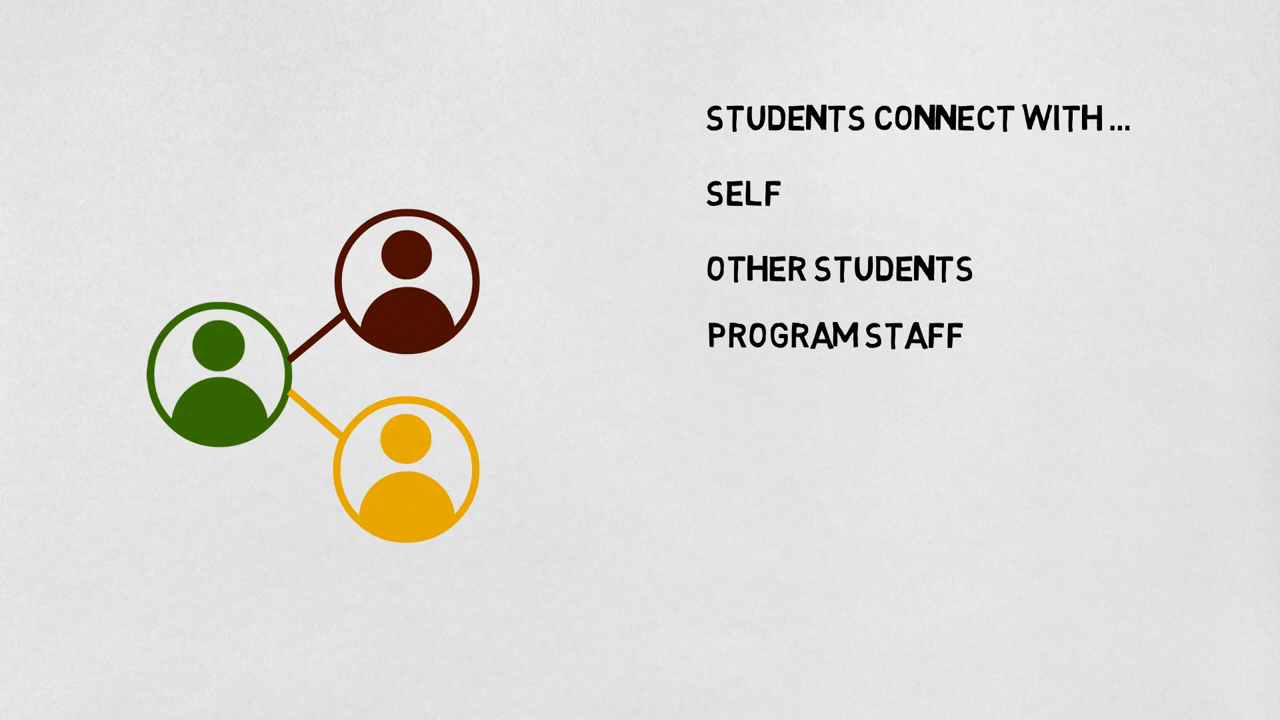 STUDENTS CONNECT WITH ...
SELF
OTHER STUDENTS
PROGRAM STAFF